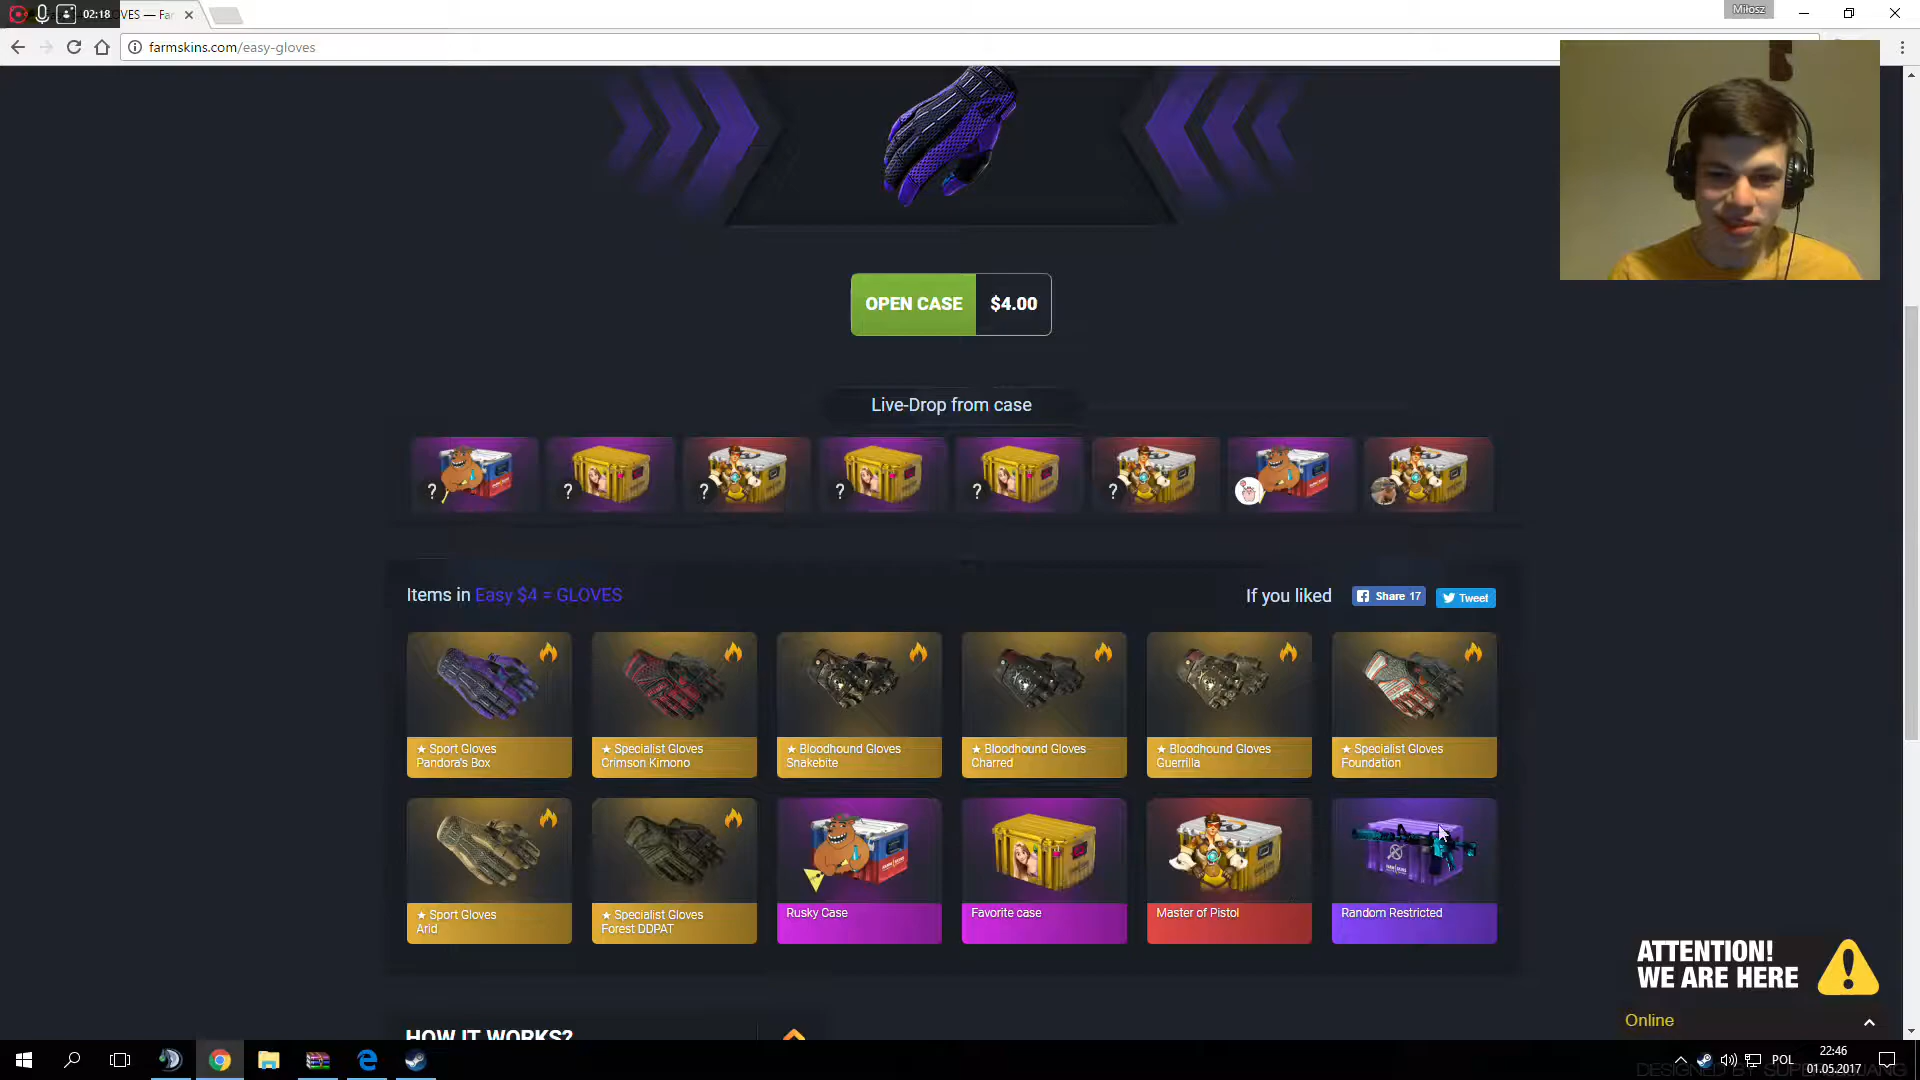 02:18
OVES — Far
Miłosz
farmskins.com/easy-gloves
OPEN CASE $4.00
Live-Drop from case
? ? ? ? ? ?
Items in Easy $4 = GLOVES
If you liked
Share 17
Tweet
★ Sport Gloves
Pandora's Box
★ Specialist Gloves
Crimson Kimono
★ Bloodhound Gloves
Snakebite
★ Bloodhound Gloves
Charred
★ Bloodhound Gloves
Guerrilla
★ Specialist Gloves
Foundation
★ Sport Gloves
Arid
★ Specialist Gloves
Forest DDPAT
Rusky Case
Favorite case
Master of Pistol
Random Restricted
ATTENTION!
WE ARE HERE
Online
HOW IT WORKS?
POL
22:46
01.05.2017